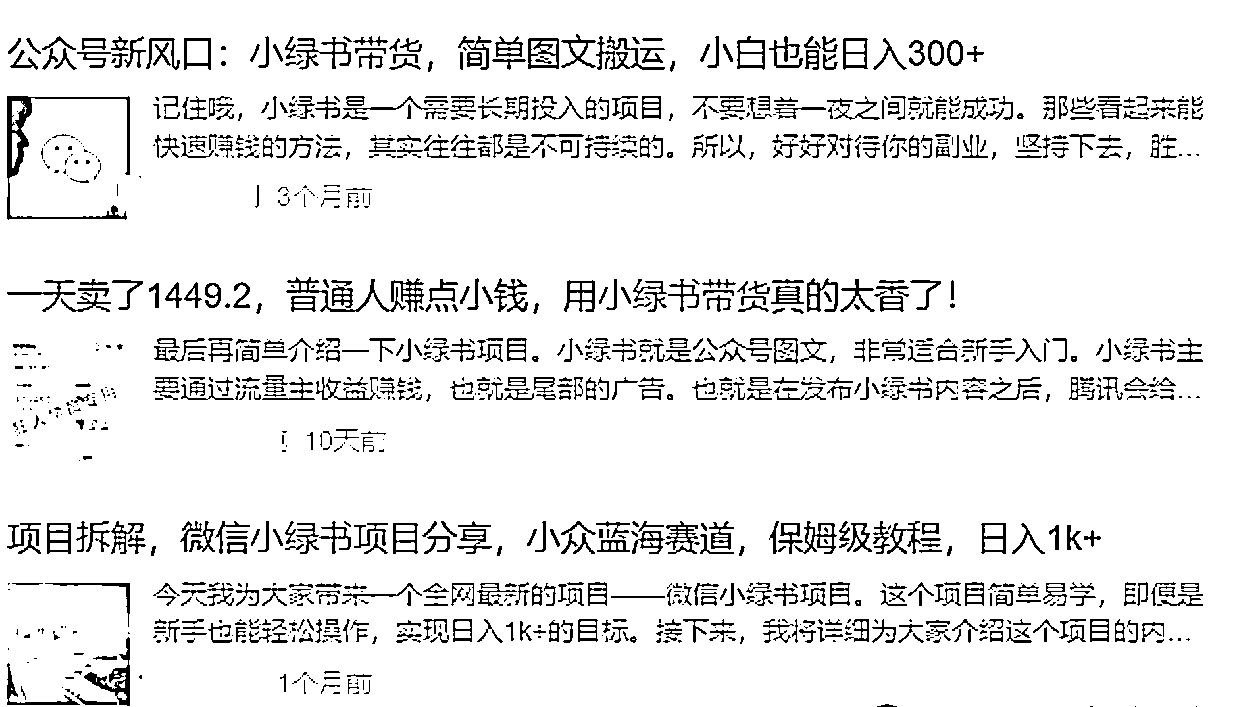 公众号新风口：小绿书带货，简单图文搬运，小白也能日入300+
记住哦，小绿书是一个需要长期投入的项目，不要想着一夜之间就能成功。那些看起来能
快速赚钱的方法，其实往往都是不可持续的。所以，好好对待你的副业，坚持下去，胜...
3个月前
一天卖了1449.2，普通人赚点小钱，用小绿书带货真的太香了！
最后再简单介绍一下小绿书项目。小绿书就是公众号图文，非常适合新手入门。小绿书主
要通过流量主收益赚钱，也就是尾部的广告。也就是在发布小绿书内容之后，腾讯会给...
10天前
项目拆解，微信小绿书项目分享，小众蓝海赛道，保姆级教程，日入1k+
今天我为大家带来一个全网最新的项目——微信小绿书项目。这个项目简单易学，即便是
新手也能轻松操作，实现日入1k+的目标。接下来，我将详细为大家介绍这个项目的内...
1个月前